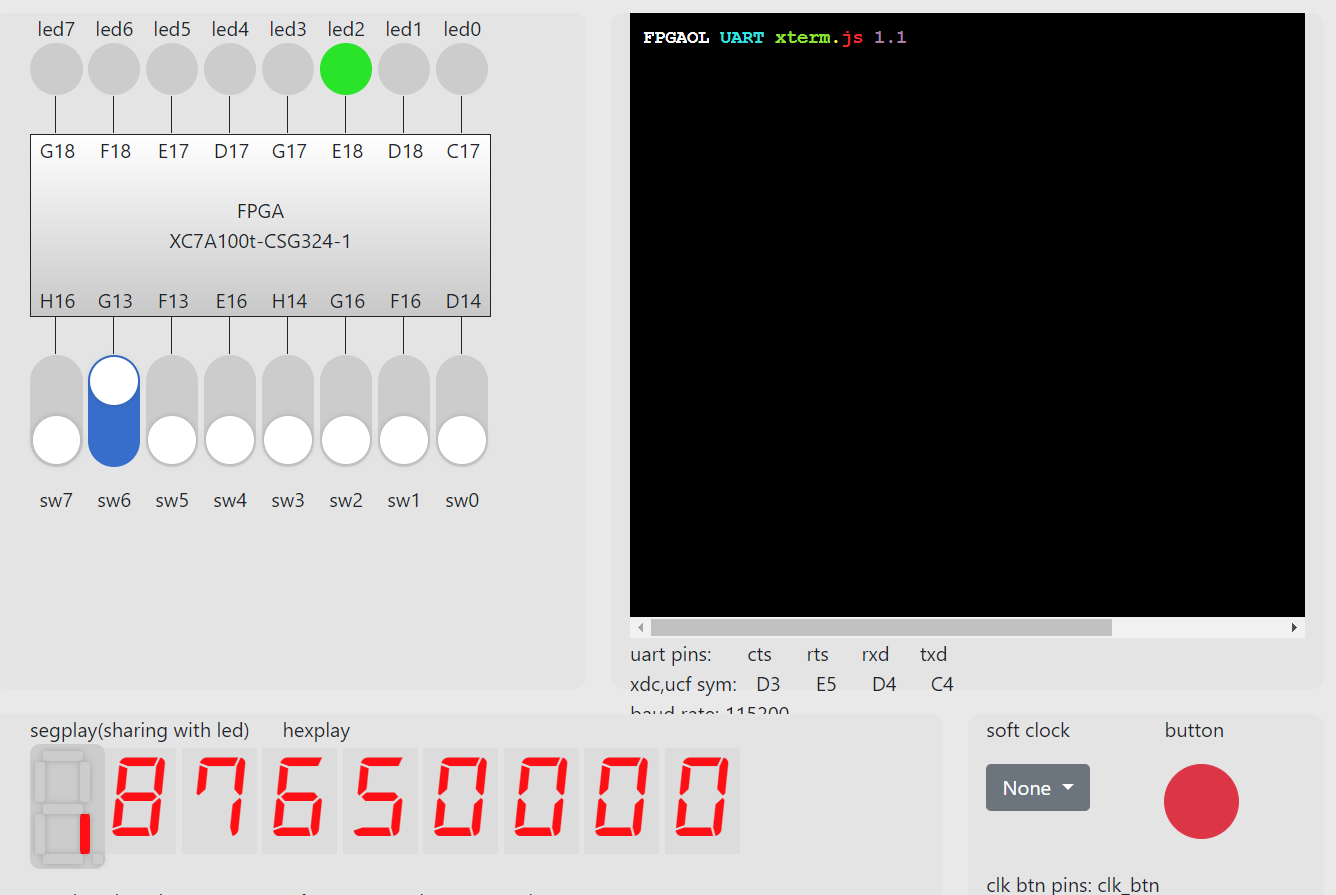 led7 led6 led5 led4 led3 led2 led1 led0
G18 F18 E17 D17 G17 E18 D18 C17
FPGA
XC7A100t-CSG324-1
H16 G13 F13 E16 H14 G16 F16 D14
sw7 sw6 sw5 sw4 sw3 sw2 sw1 sw0
FPGAOL UART xterm.js 1.1
uart pins: cts rts rxd txd
xdc,ucf sym: D3 E5 D4 C4
baud rate: 115200
segplay(sharing with led) hexplay
87650000
soft clock button
None
clk btn pins: clk_btn